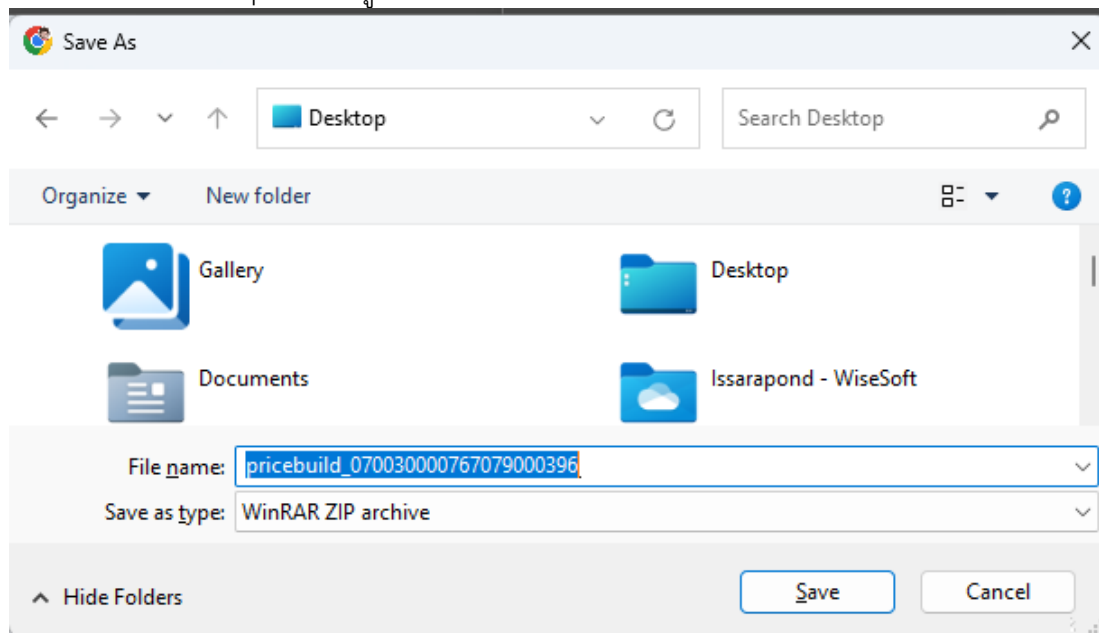 Save As
Desktop
Search Desktop
Organize
New folder
Gallery
Desktop
Documents
Issarapond - WiseSoft
File name: pricebuild_070030000767079000396
Save as type: WinRAR ZIP archive
Hide Folders
Save
Cancel